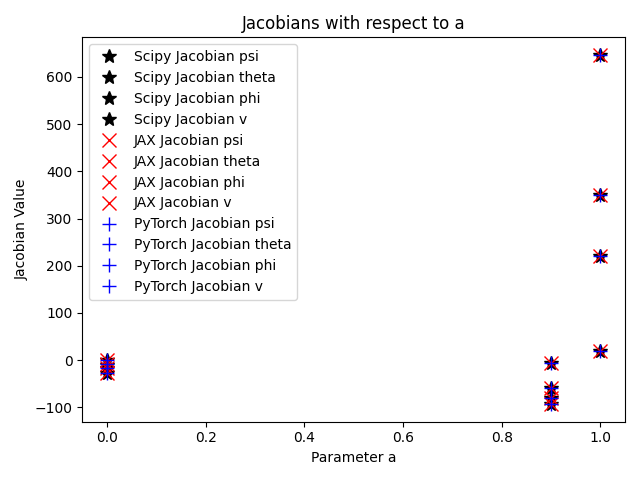 Jacobians with respect to a
Scipy Jacobian psi
Scipy Jacobian theta
Scipy Jacobian phi
Scipy Jacobian v
JAX Jacobian psi
JAX Jacobian theta
JAX Jacobian phi
JAX Jacobian v
PyTorch Jacobian psi
PyTorch Jacobian theta
PyTorch Jacobian phi
PyTorch Jacobian v
Jacobian Value
600
500
400
300
200
100
0
−100
0.0 0.2 0.4 0.6 0.8 1.0
Parameter a